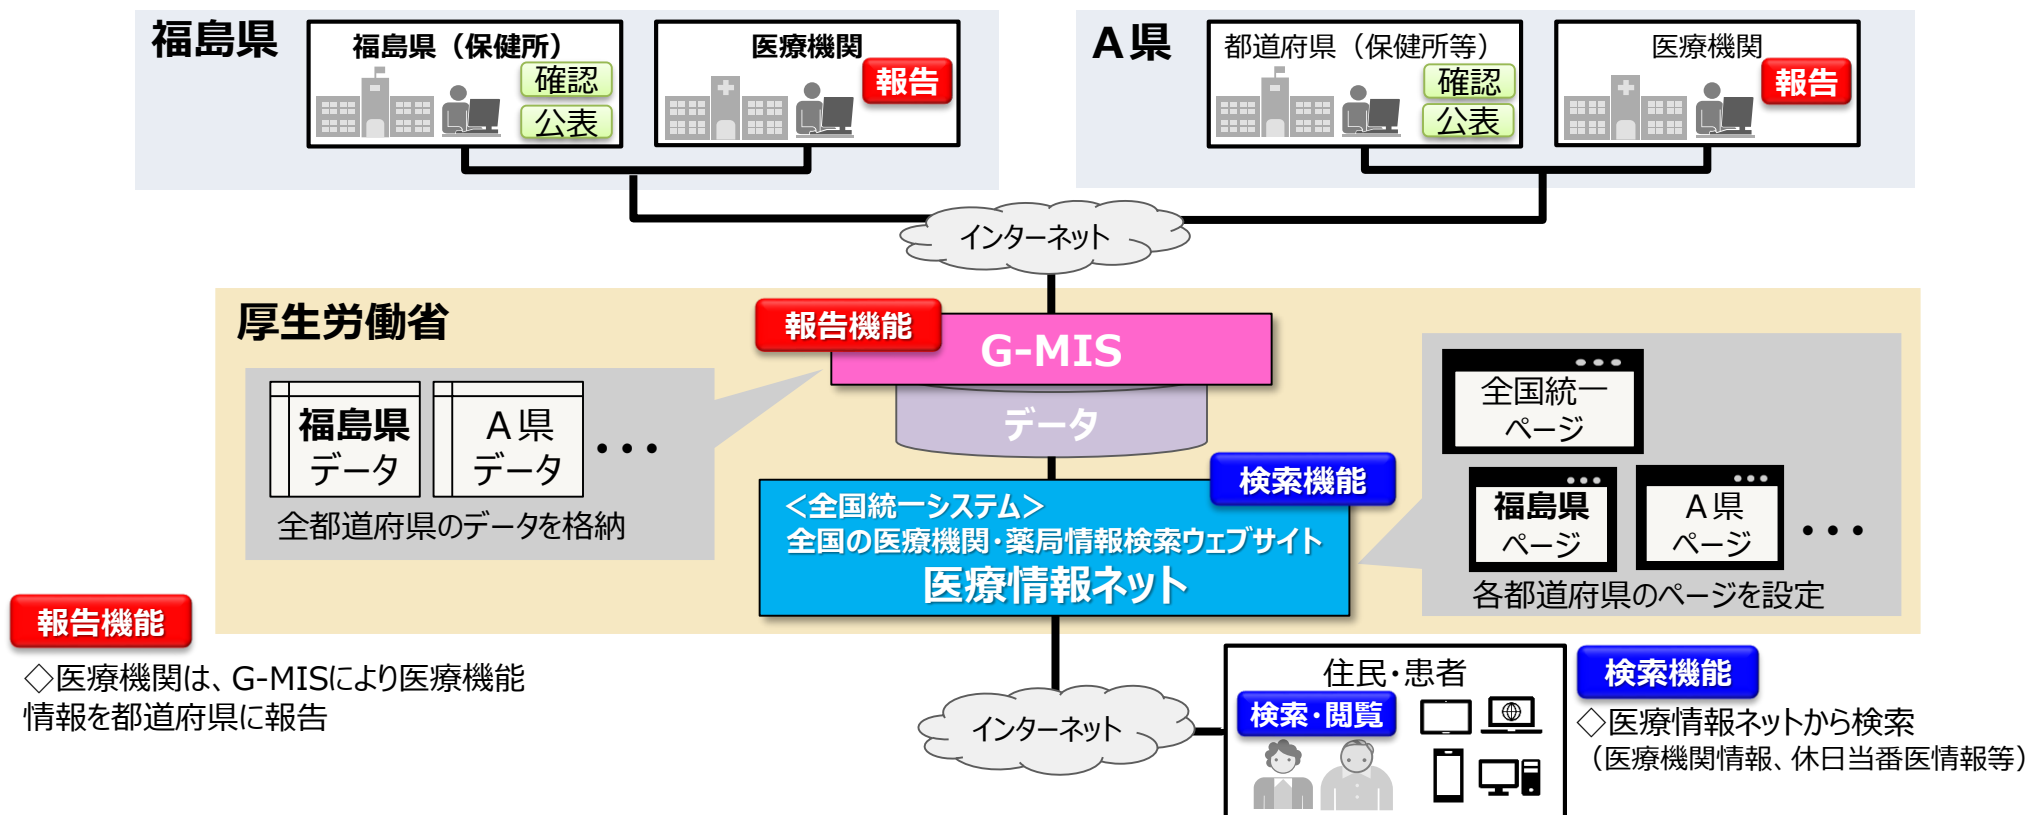 福島県
福島県（保健所）
確認
公表
医療機関
報告
A県
都道府県（保健所等）
確認
公表
医療機関
報告
インターネット
厚生労働省
報告機能
G-MIS
データ
福島県
データ
A県
データ
・・・
全都道府県のデータを格納
検索機能
＜全国統一システム＞
全国の医療機関・薬局情報検索ウェブサイト
医療情報ネット
全国統一
ページ
福島県
ページ
A県
ページ
・・・
各都道府県のページを設定
報告機能
◇医療機関は、G-MISにより医療機能
情報を都道府県に報告
インターネット
住民・患者
検索・閲覧
検索機能
◇医療情報ネットから検索
（医療機関情報、休日当番医情報等）